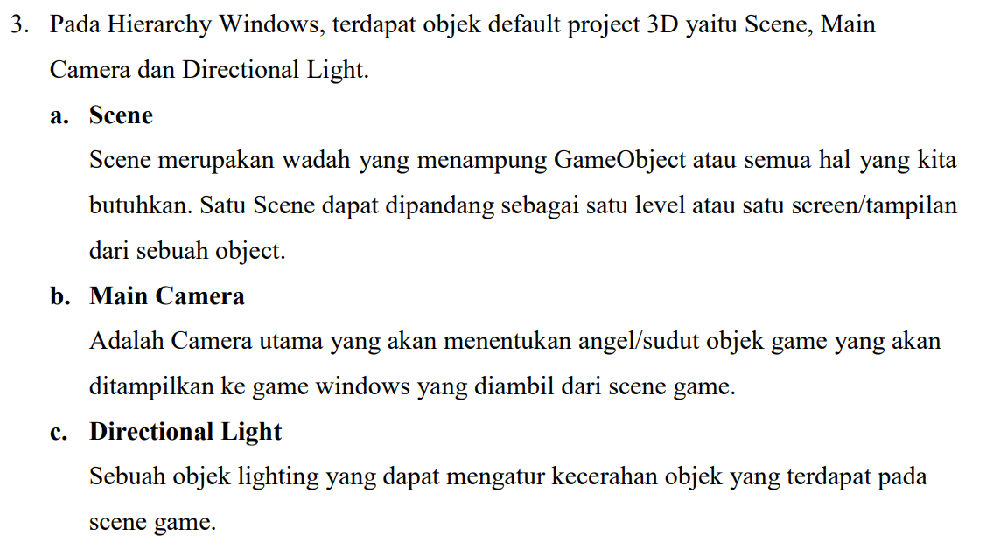 3. Pada Hierarchy Windows, terdapat objek default project 3D yaitu Scene, Main
Camera dan Directional Light.
a. Scene
Scene merupakan wadah yang menampung GameObject atau semua hal yang kita
butuhkan. Satu Scene dapat dipandang sebagai satu level atau satu screen/tampilan
dari sebuah object.
b. Main Camera
Adalah Camera utama yang akan menentukan angel/sudut objek game yang akan
ditampilkan ke game windows yang diambil dari scene game.
c. Directional Light
Sebuah objek lighting yang dapat mengatur kecerahan objek yang terdapat pada
scene game.